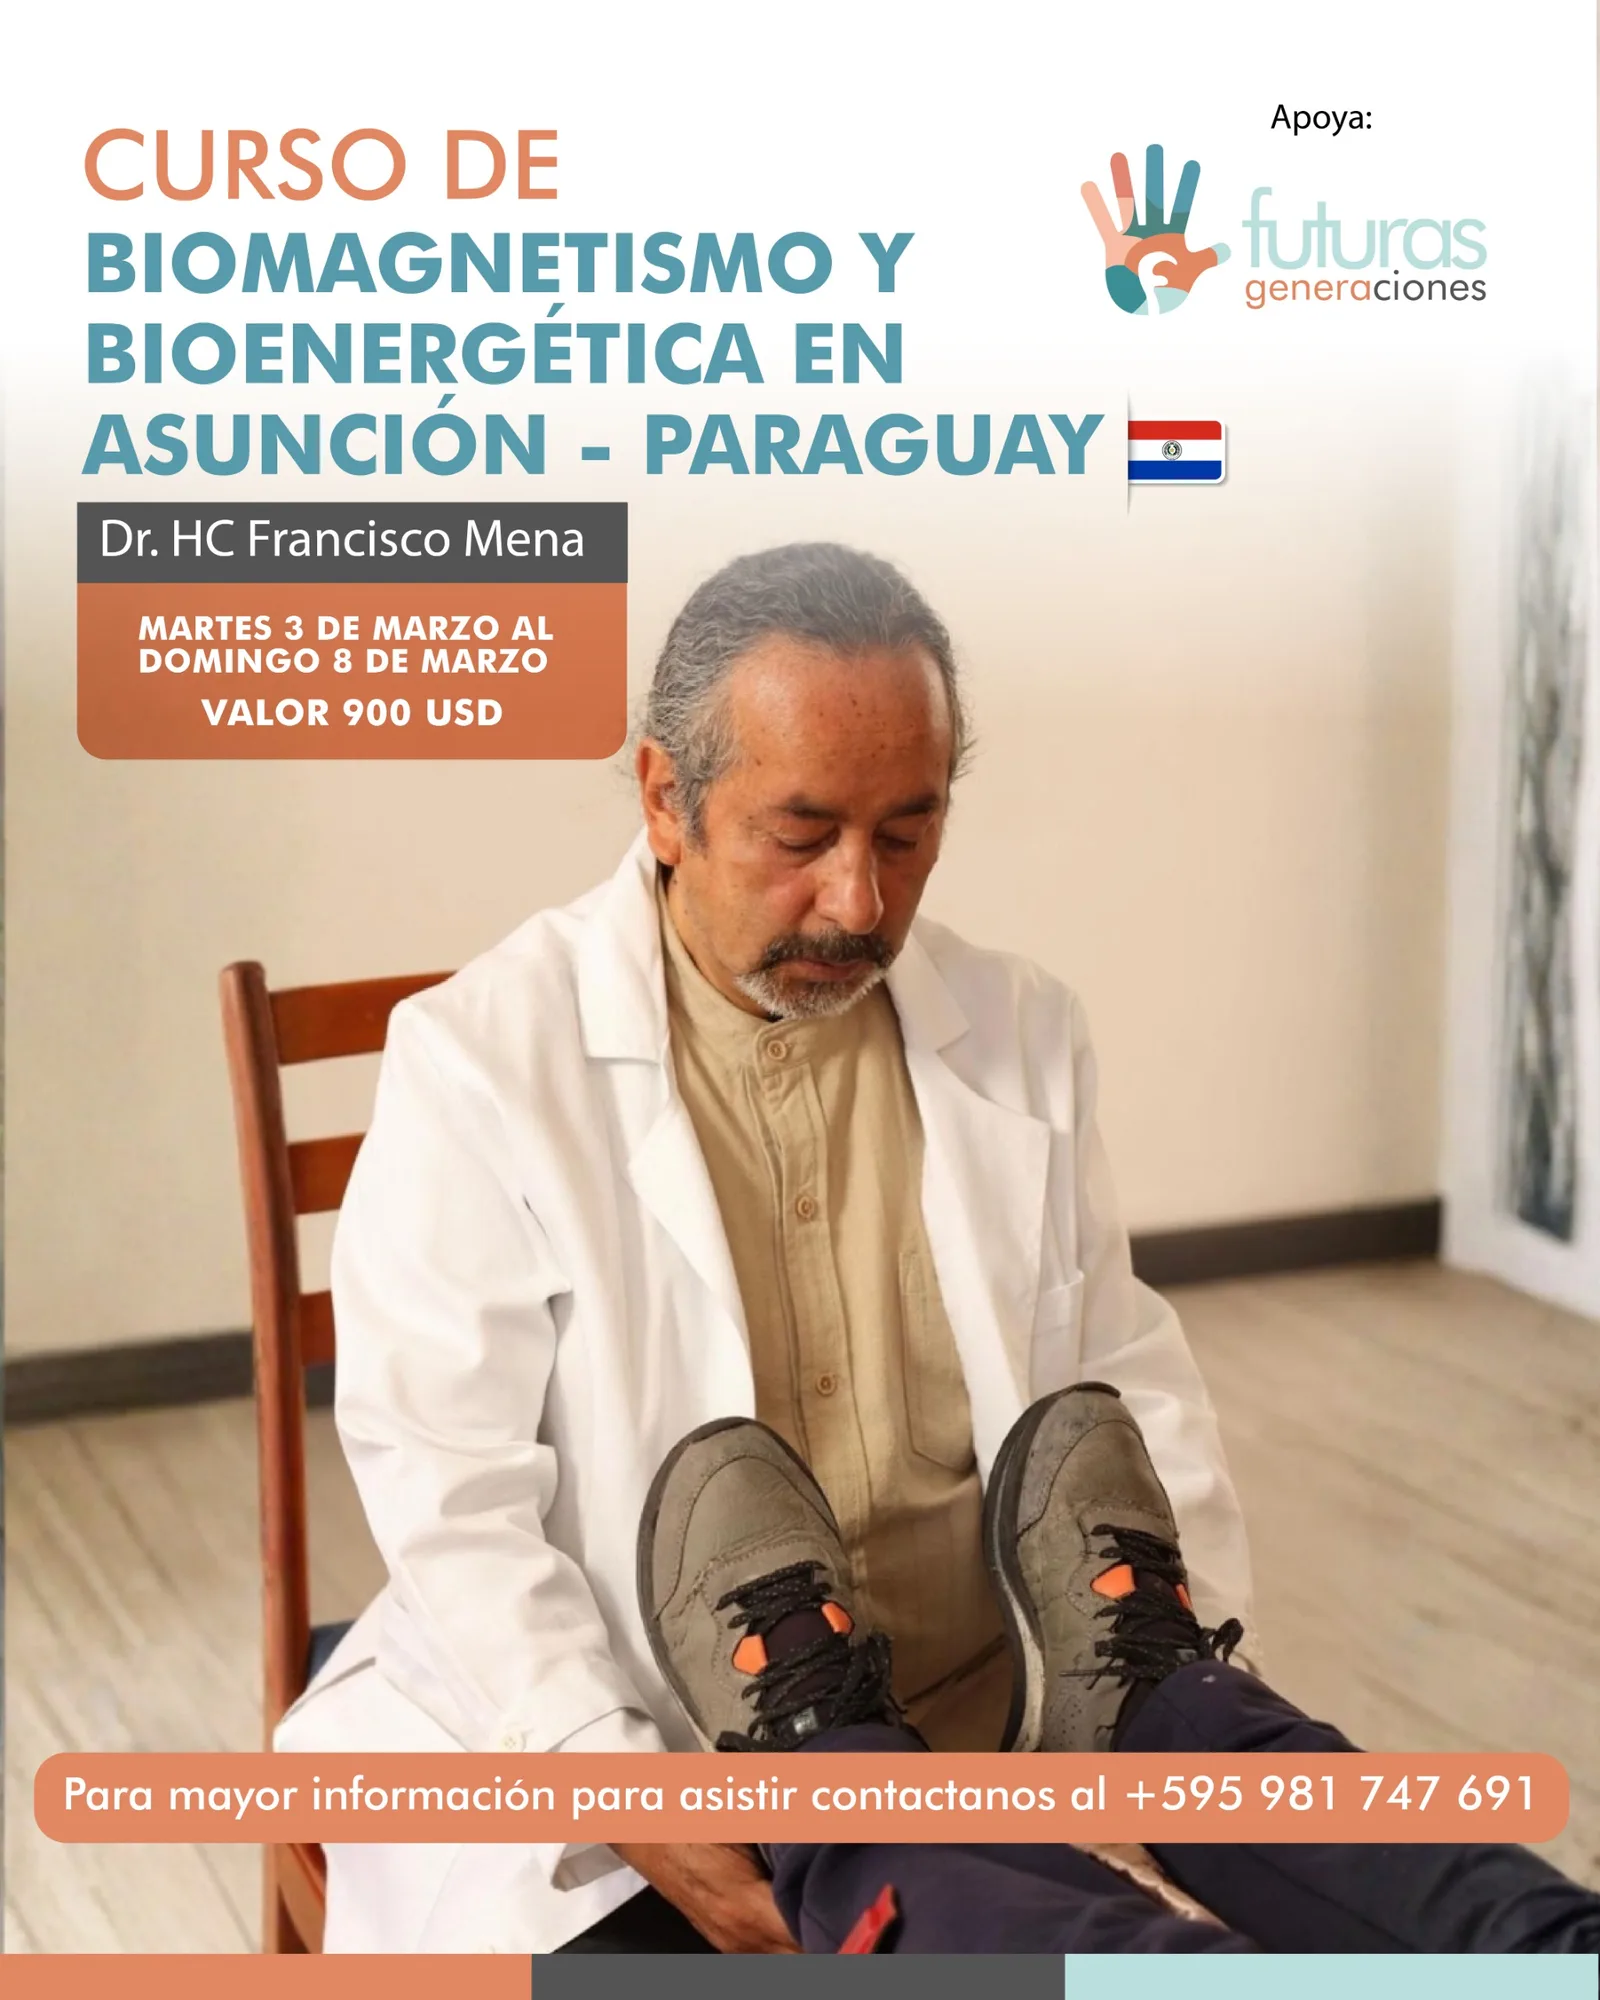 Apoya:
futuras
generaciones
CURSO DE
BIOMAGNETISMO Y
BIOENERGÉTICA EN
ASUNCIÓN - PARAGUAY
Dr. HC Francisco Mena
MARTES 3 DE MARZO AL
DOMINGO 8 DE MARZO
VALOR 900 USD
Para mayor información para asistir contactanos al +595 981 747 691